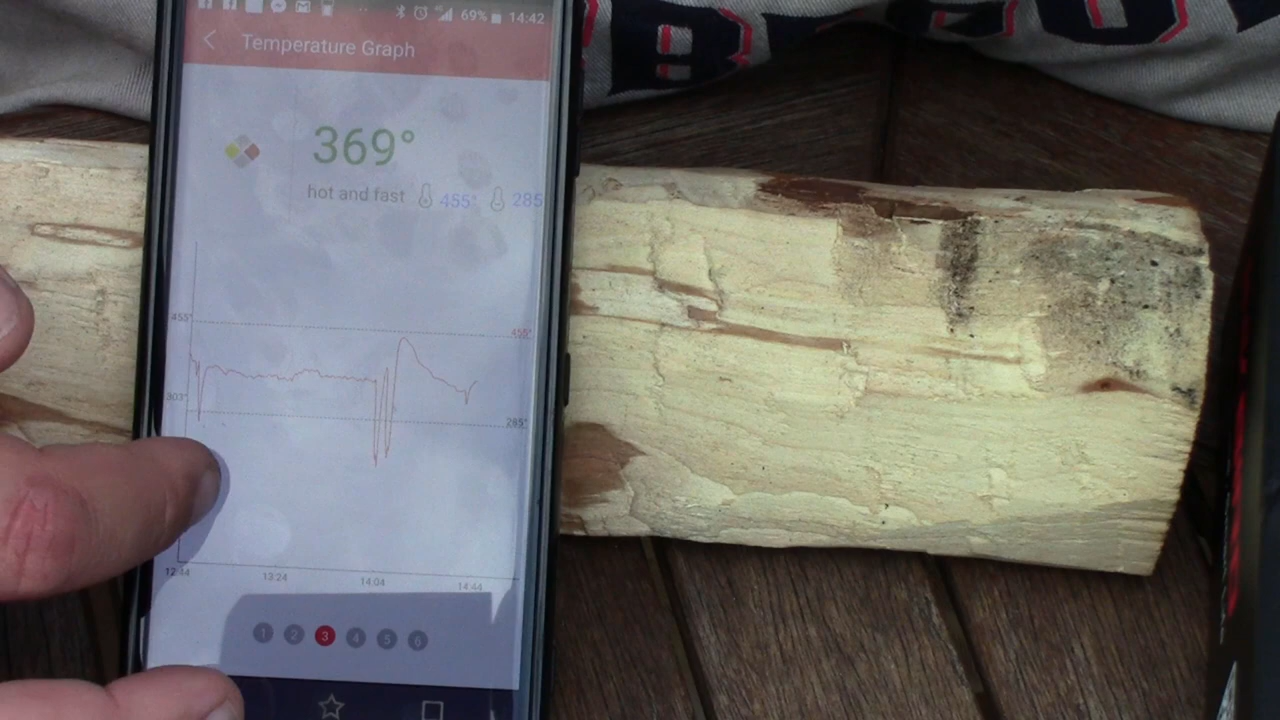 69% 14:42
Temperature Graph
369°
hot and fast 455° 285
455° 455°
303° 285°
12:44 13:24 14:04 14:44
1 2 3 4 5 6